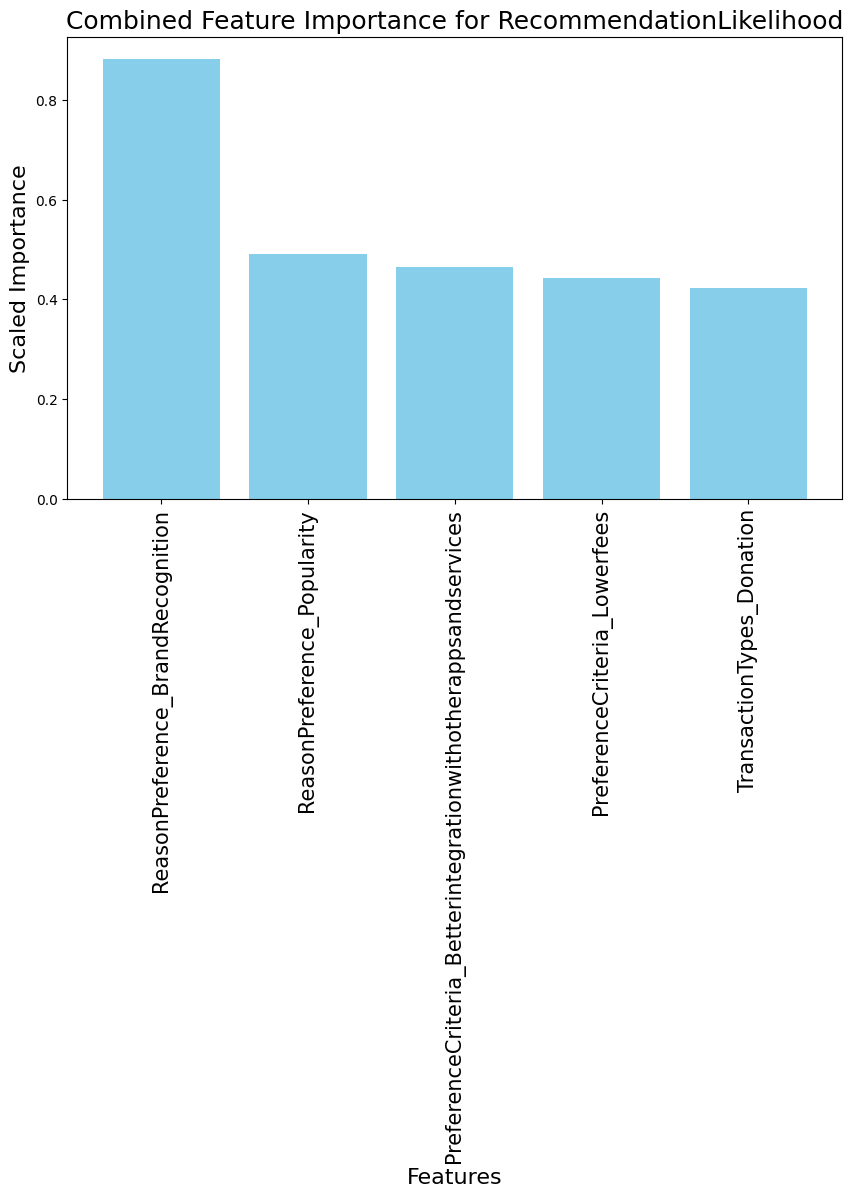 Combined Feature Importance for RecommendationLikelihood
Scaled Importance
0.8
0.6
0.4
0.2
0.0
ReasonPreference_BrandRecognition
ReasonPreference_Popularity
PreferenceCriteria_Betterintegrationwithotherappsandservices
PreferenceCriteria_Lowerfees
TransactionTypes_Donation
Features